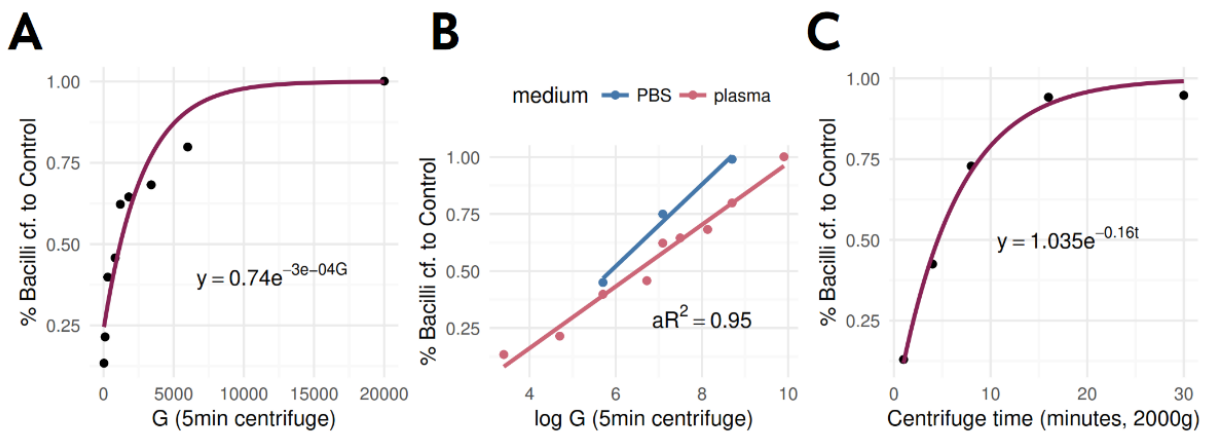 A
% Bacilli cf. to Control
1.00
0.75
0.50
0.25
y = 0.74e^−3e−04G
0 5000 10000 15000 20000
G (5min centrifuge)
B
medium PBS plasma
% Bacilli cf. to Control
1.00
0.75
0.50
0.25
aR² = 0.95
4 6 8 10
log G (5min centrifuge)
C
% Bacilli cf. to Control
1.00
0.75
0.50
0.25
y = 1.035e^−0.16t
0 10 20 30
Centrifuge time (minutes, 2000g)